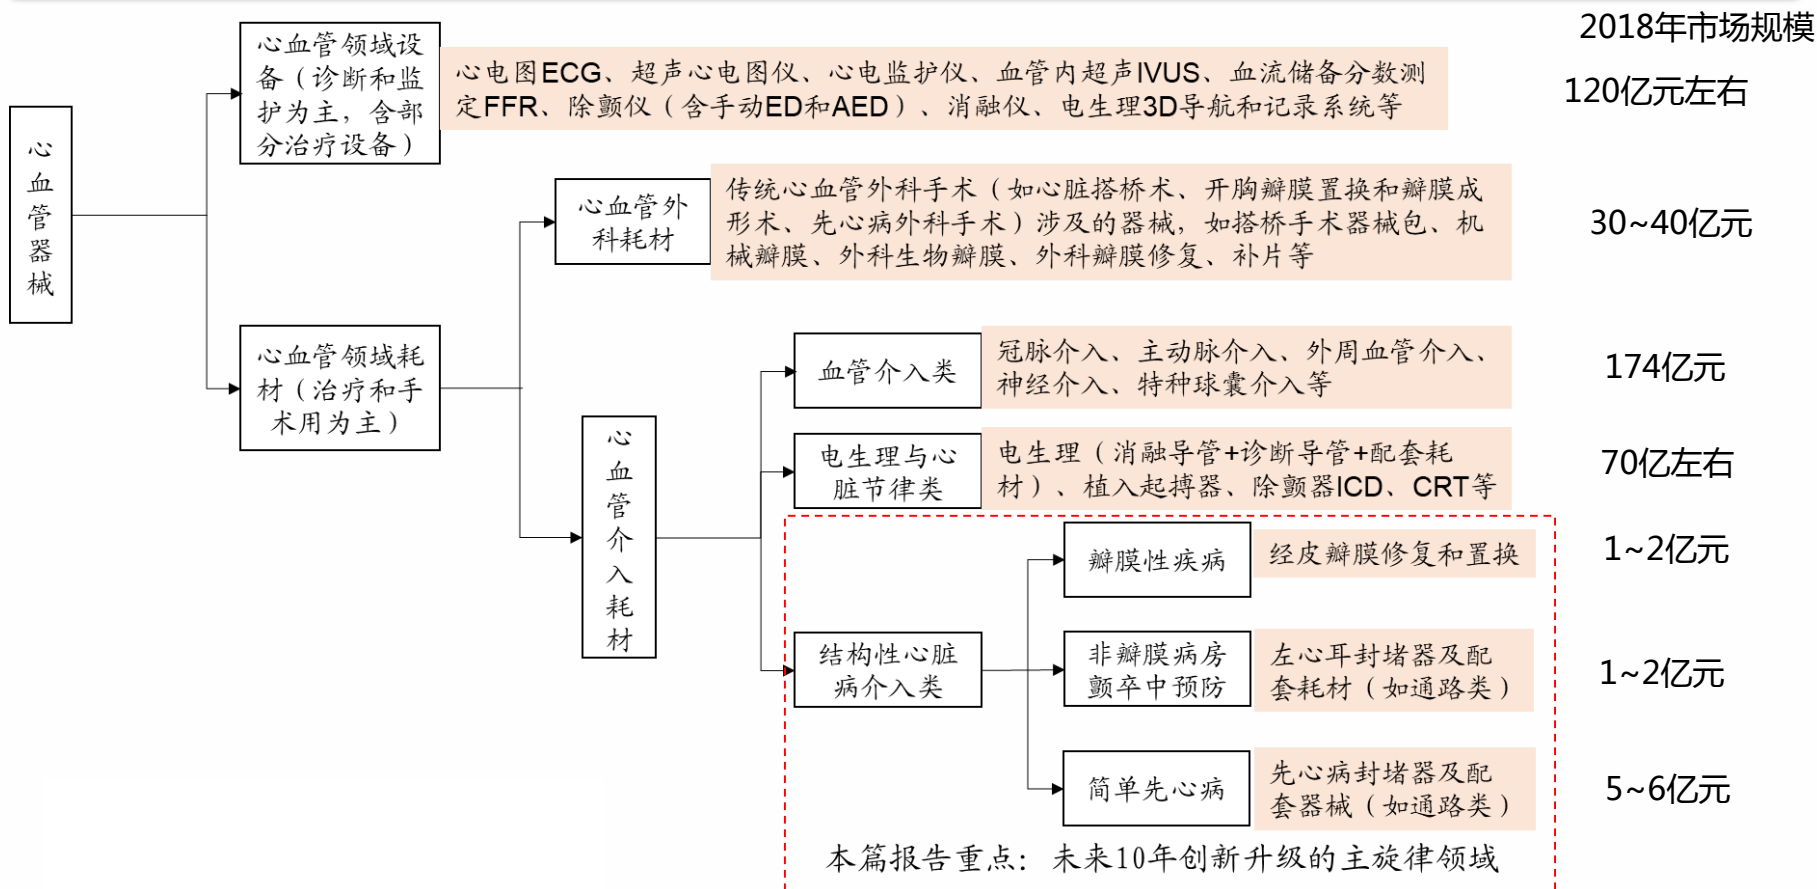 2018年市场规模
心血管领域设
备（诊断和监
护为主，含部
分治疗设备）
心电图ECG、超声心电图仪、心电监护仪、血管内超声IVUS、血流储备分数测
定FFR、除颤仪（含手动ED和AED）、消融仪、电生理3D导航和记录系统等
120亿元左右
心
血
管
器
械
心血管外
科耗材
传统心血管外科手术（如心脏搭桥术、开胸瓣膜置换和瓣膜成
形术、先心病外科手术）涉及的器械，如搭桥手术器械包、机
械瓣膜、外科生物瓣膜、外科瓣膜修复、补片等
30~40亿元
心血管领域耗
材（治疗和手
术用为主）
血管介入类
冠脉介入、主动脉介入、外周血管介入、
神经介入、特种球囊介入等
174亿元
心
血
管
介
入
耗
材
电生理与心
脏节律类
电生理（消融导管+诊断导管+配套耗
材）、植入起搏器、除颤器ICD、CRT等
70亿左右
瓣膜性疾病
经皮瓣膜修复和置换
1~2亿元
结构性心脏
病介入类
非瓣膜病房
颤卒中预防
左心耳封堵器及配
套耗材（如通路类）
1~2亿元
简单先心病
先心病封堵器及配
套器械（如通路类）
5~6亿元
本篇报告重点：未来10年创新升级的主旋律领域